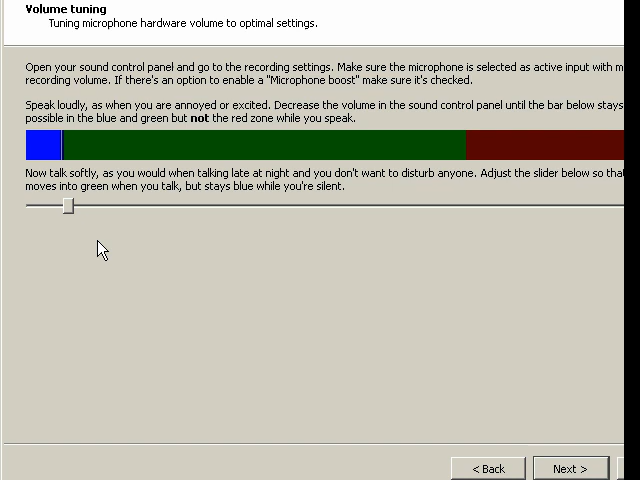 Volume tuning
Tuning microphone hardware volume to optimal settings.
Open your sound control panel and go to the recording settings. Make sure the microphone is selected as active input with m
recording volume. If there's an option to enable a "Microphone boost" make sure it's checked.
Speak loudly, as when you are annoyed or excited. Decrease the volume in the sound control panel until the bar below stays
possible in the blue and green but not the red zone while you speak.
Now talk softly, as you would when talking late at night and you don't want to disturb anyone. Adjust the slider below so that
moves into green when you talk, but stays blue while you're silent.
< Back
Next >